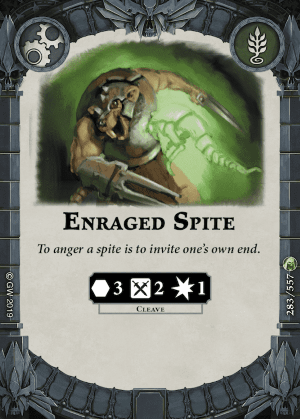 ENRAGED SPITE
To anger a spite is to invite one's own end.
3 2 1
CLEAVE
© GW 2019
283/557